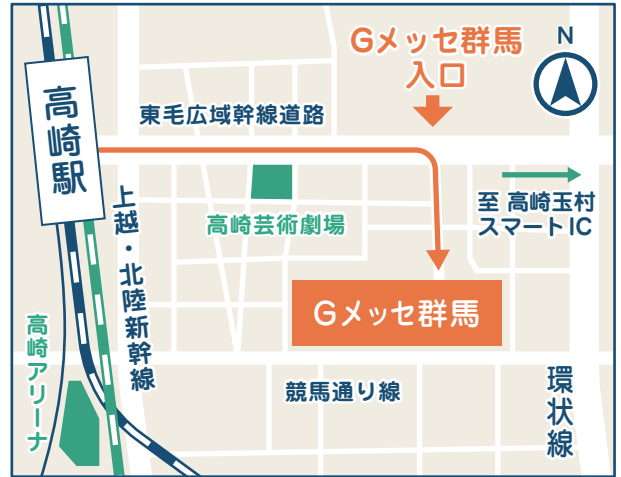 Gメッセ群馬
入口
N
東毛広域幹線道路
高崎駅
至 高崎玉村
スマートIC
高崎芸術劇場
上越・北陸新幹線
Gメッセ群馬
高崎アリーナ
競馬通り線
環状線